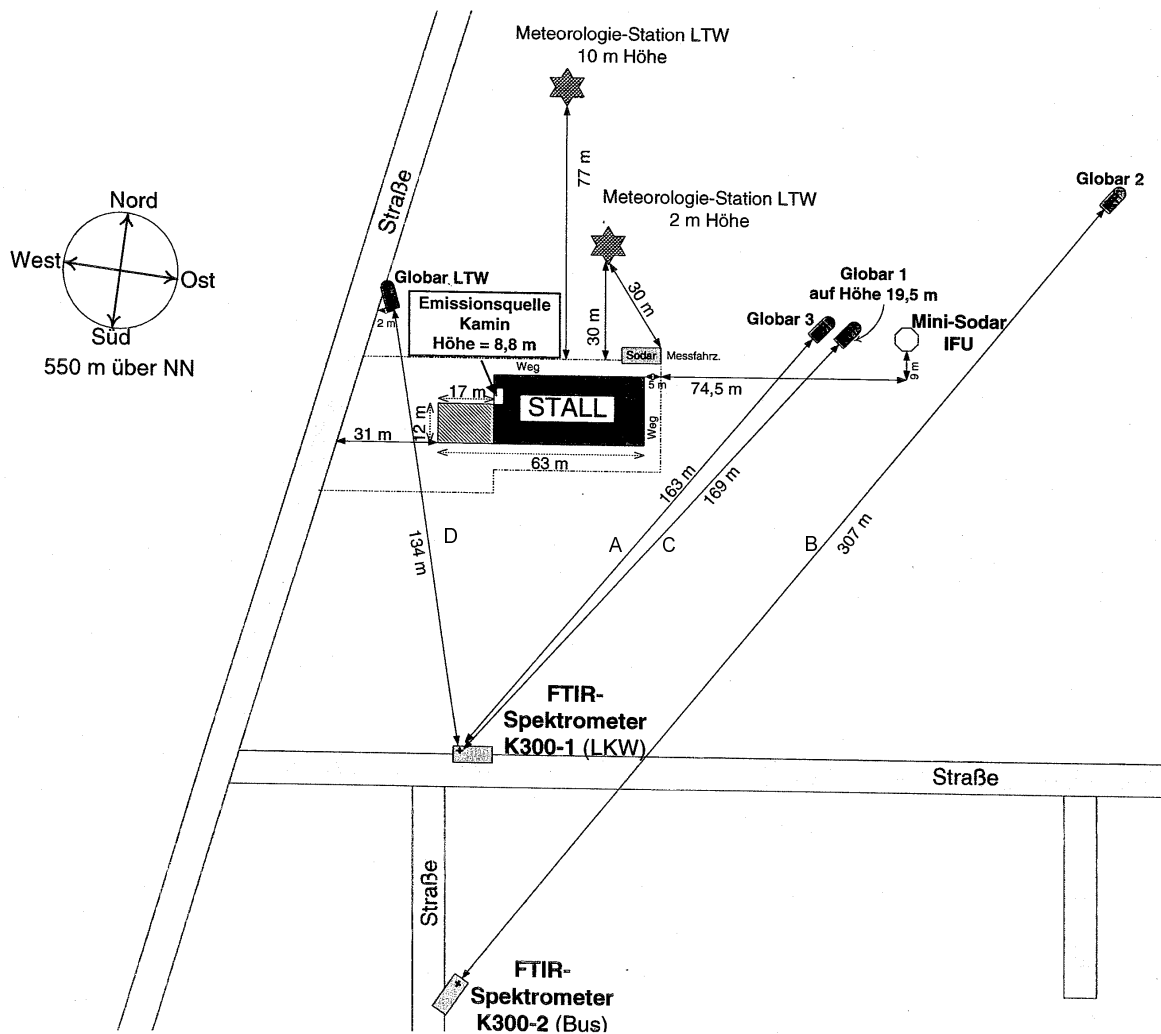 Meteorologie-Station LTW
10 m Höhe
77 m
Straße
Meteorologie-Station LTW
2 m Höhe
Globar 2
Nord
West
Ost
Süd
550 m über NN
Globar LTW
2 m
Emissionsquelle
Kamin
Höhe = 8,8 m
30 m
30 m
Globar 1
auf Höhe 19,5 m
Globar 3
Mini-Sodar
IFU
9 m
Sodar
Messfahrz.
Weg
5 m
74,5 m
17 m
STALL
12 m
Weg
31 m
63 m
163 m
169 m
307 m
134 m
D
A
C
B
FTIR-
Spektrometer
K300-1 (LKW)
Straße
Straße
FTIR-
Spektrometer
K300-2 (Bus)